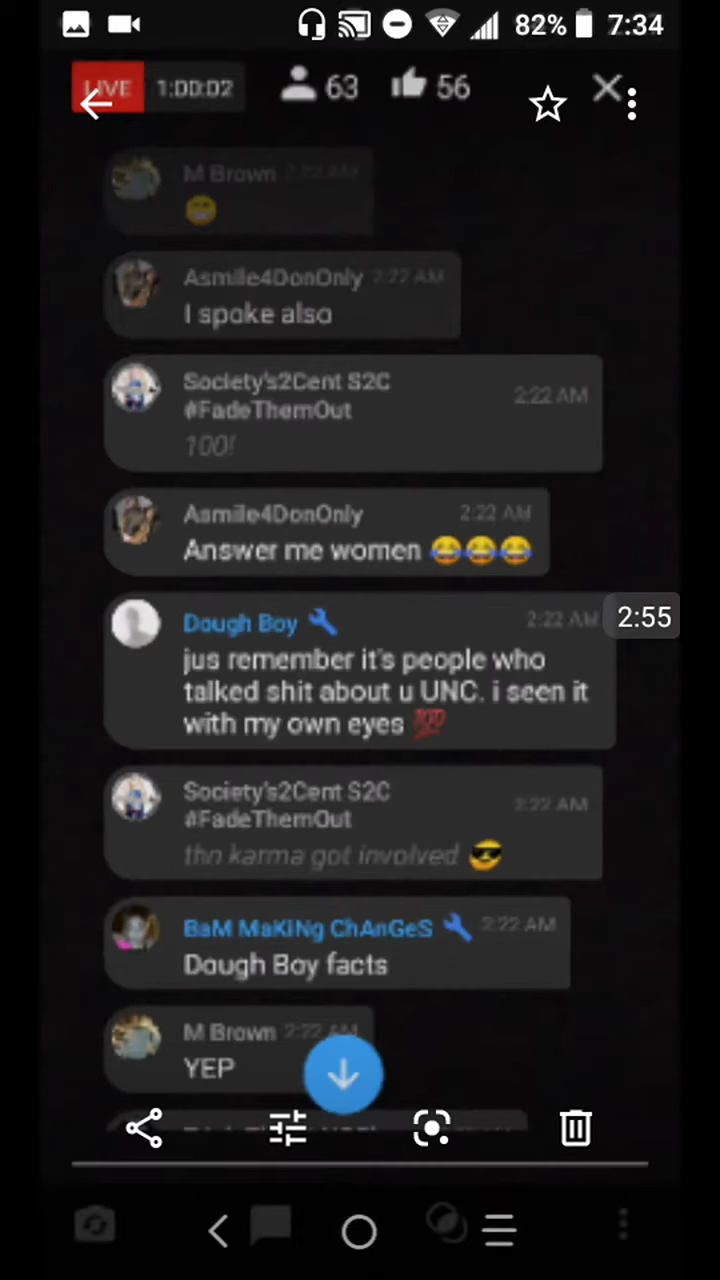 82% 7:34
LIVE 1:00:02 63 56
M Brown 2:22 AM
😁
Asmile4DonOnly 2:22 AM
I spoke also
Society's2Cent S2C
#FadeThemOut 2:22 AM
100!
Asmile4DonOnly 2:22 AM
Answer me women 😂😂😂
Dough Boy 🔧 2:22 AM
2:55
jus remember it's people who
talked shit about u UNC. i seen it
with my own eyes 💯
Society's2Cent S2C
#FadeThemOut 2:22 AM
thn karma got involved 😎
BaM MaKiNg ChAnGeS 🔧 2:22 AM
Dough Boy facts
M Brown 2:22 AM
YEP